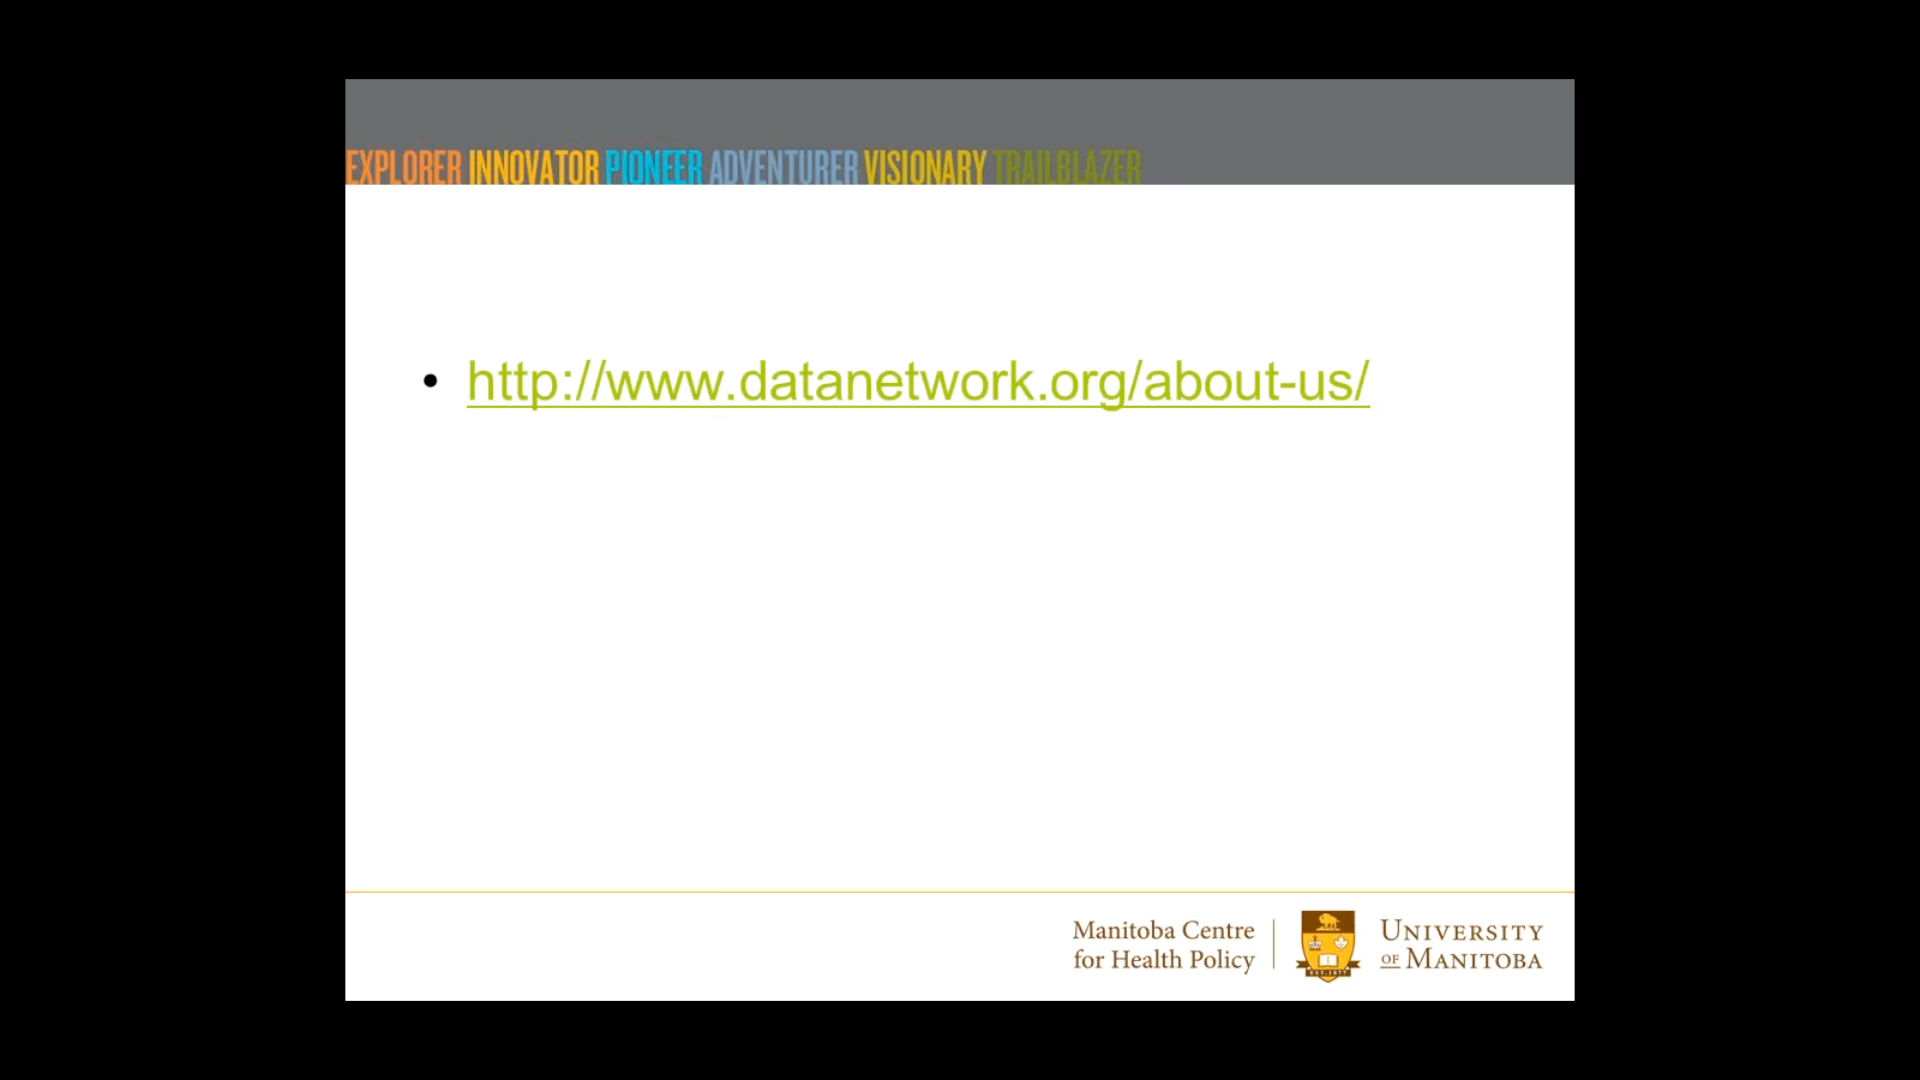 EXPLORER INNOVATOR PIONEER ADVENTURER VISIONARY TRAILBLAZER
• http://www.datanetwork.org/about-us/
Manitoba Centre
for Health Policy
UNIVERSITY
OF MANITOBA